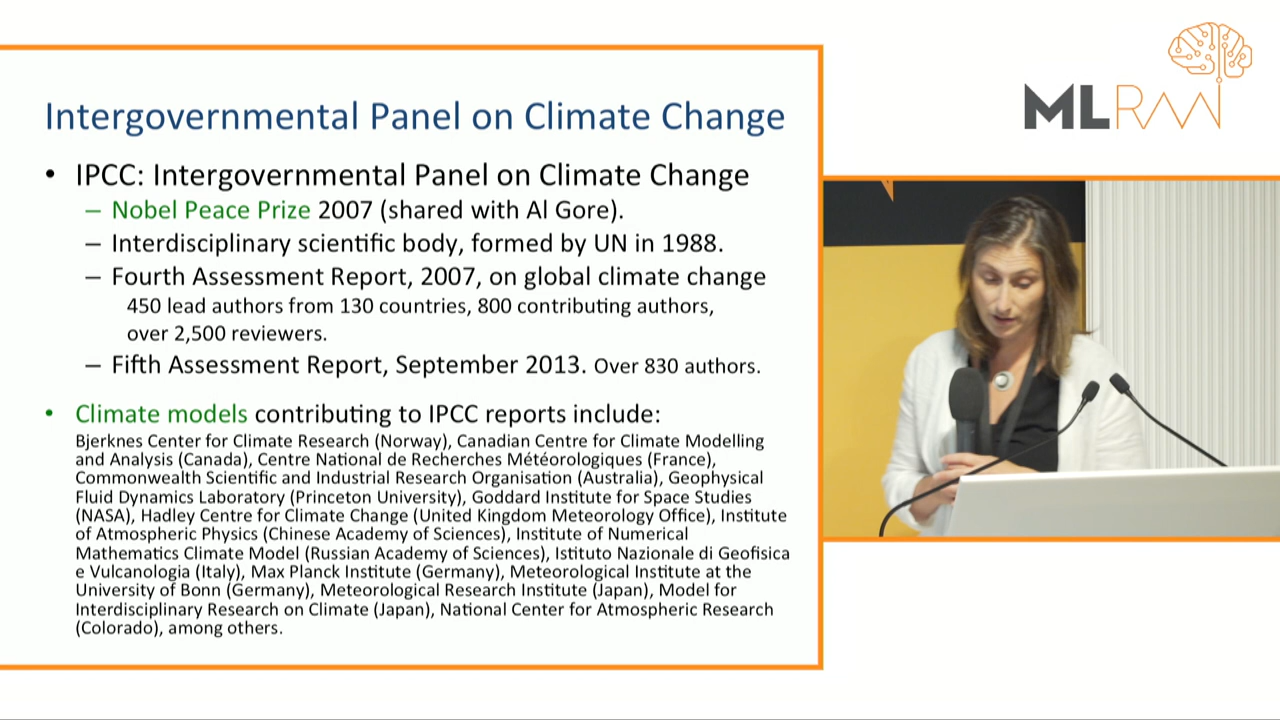 Intergovernmental Panel on Climate Change
• IPCC: Intergovernmental Panel on Climate Change
– Nobel Peace Prize 2007 (shared with Al Gore).
– Interdisciplinary scientific body, formed by UN in 1988.
– Fourth Assessment Report, 2007, on global climate change
450 lead authors from 130 countries, 800 contributing authors,
over 2,500 reviewers.
– Fifth Assessment Report, September 2013. Over 830 authors.
• Climate models contributing to IPCC reports include:
Bjerknes Center for Climate Research (Norway), Canadian Centre for Climate Modelling
and Analysis (Canada), Centre National de Recherches Météorologiques (France),
Commonwealth Scientific and Industrial Research Organisation (Australia), Geophysical
Fluid Dynamics Laboratory (Princeton University), Goddard Institute for Space Studies
(NASA), Hadley Centre for Climate Change (United Kingdom Meteorology Office), Institute
of Atmospheric Physics (Chinese Academy of Sciences), Institute of Numerical
Mathematics Climate Model (Russian Academy of Sciences), Istituto Nazionale di Geofisica
e Vulcanologia (Italy), Max Planck Institute (Germany), Meteorological Institute at the
University of Bonn (Germany), Meteorological Research Institute (Japan), Model for
Interdisciplinary Research on Climate (Japan), National Center for Atmospheric Research
(Colorado), among others.
ML